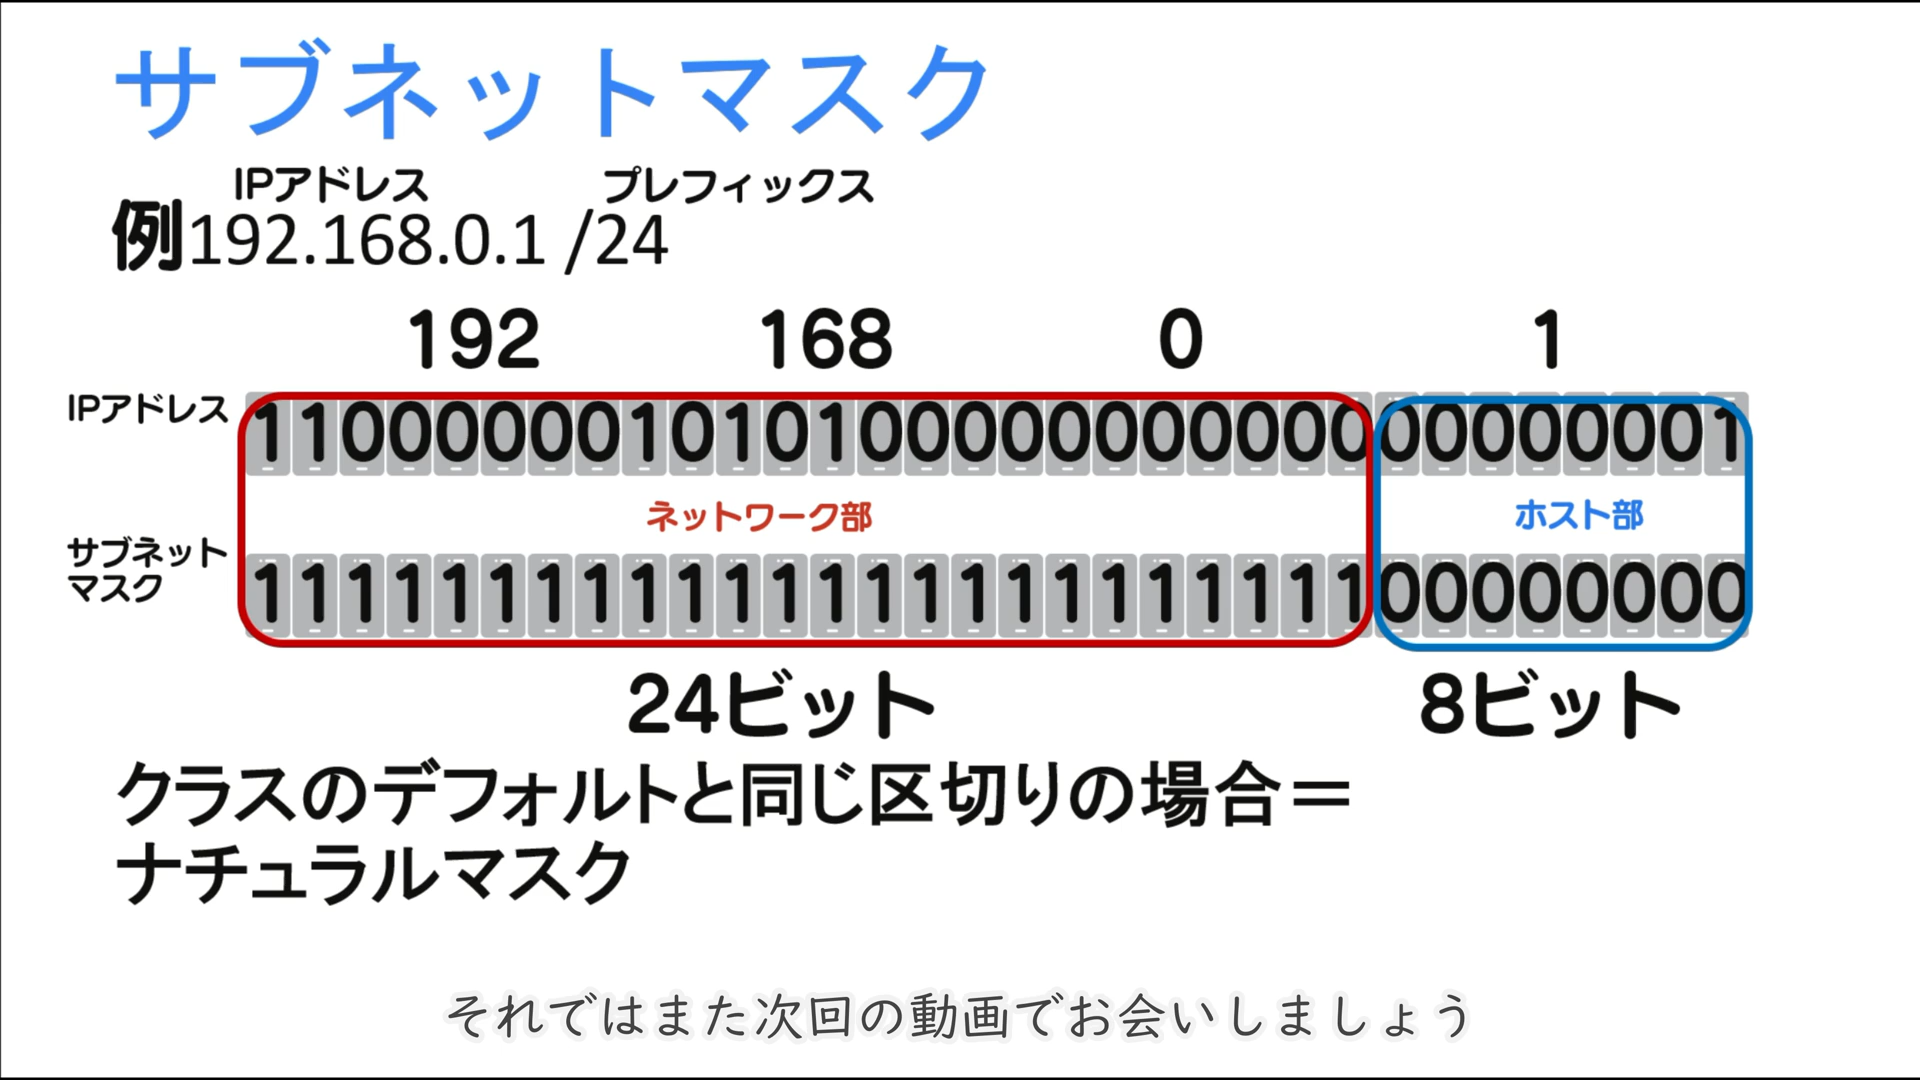 サブネットマスク
IPアドレス プレフィックス
例192.168.0.1 /24
192 168 0 1
IPアドレス 11000000101010000000000000000001
ネットワーク部 ホスト部
サブネット
マスク 11111111111111111111111100000000
24ビット 8ビット
クラスのデフォルトと同じ区切りの場合＝
ナチュラルマスク
それではまた次回の動画でお会いしましょう